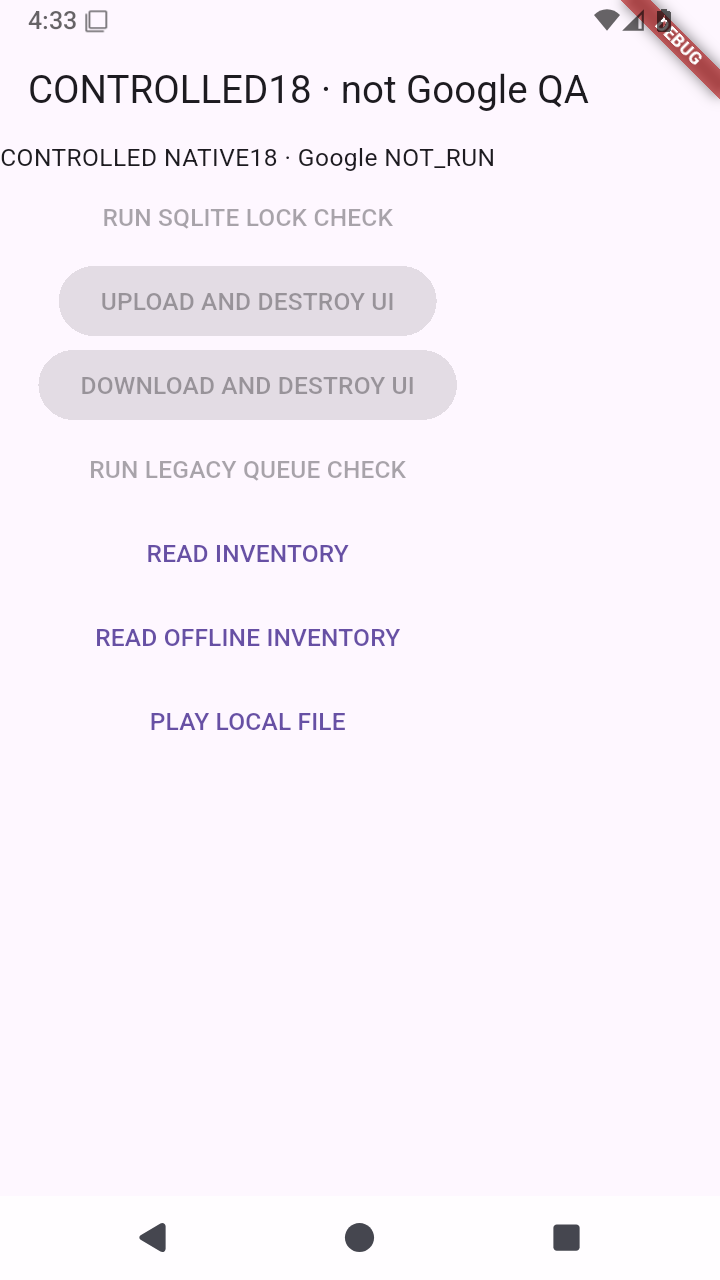 4:33
CONTROLLED18 · not Google QA
CONTROLLED NATIVE18 · Google NOT_RUN
RUN SQLITE LOCK CHECK
UPLOAD AND DESTROY UI
DOWNLOAD AND DESTROY UI
RUN LEGACY QUEUE CHECK
READ INVENTORY
READ OFFLINE INVENTORY
PLAY LOCAL FILE
DEBUG